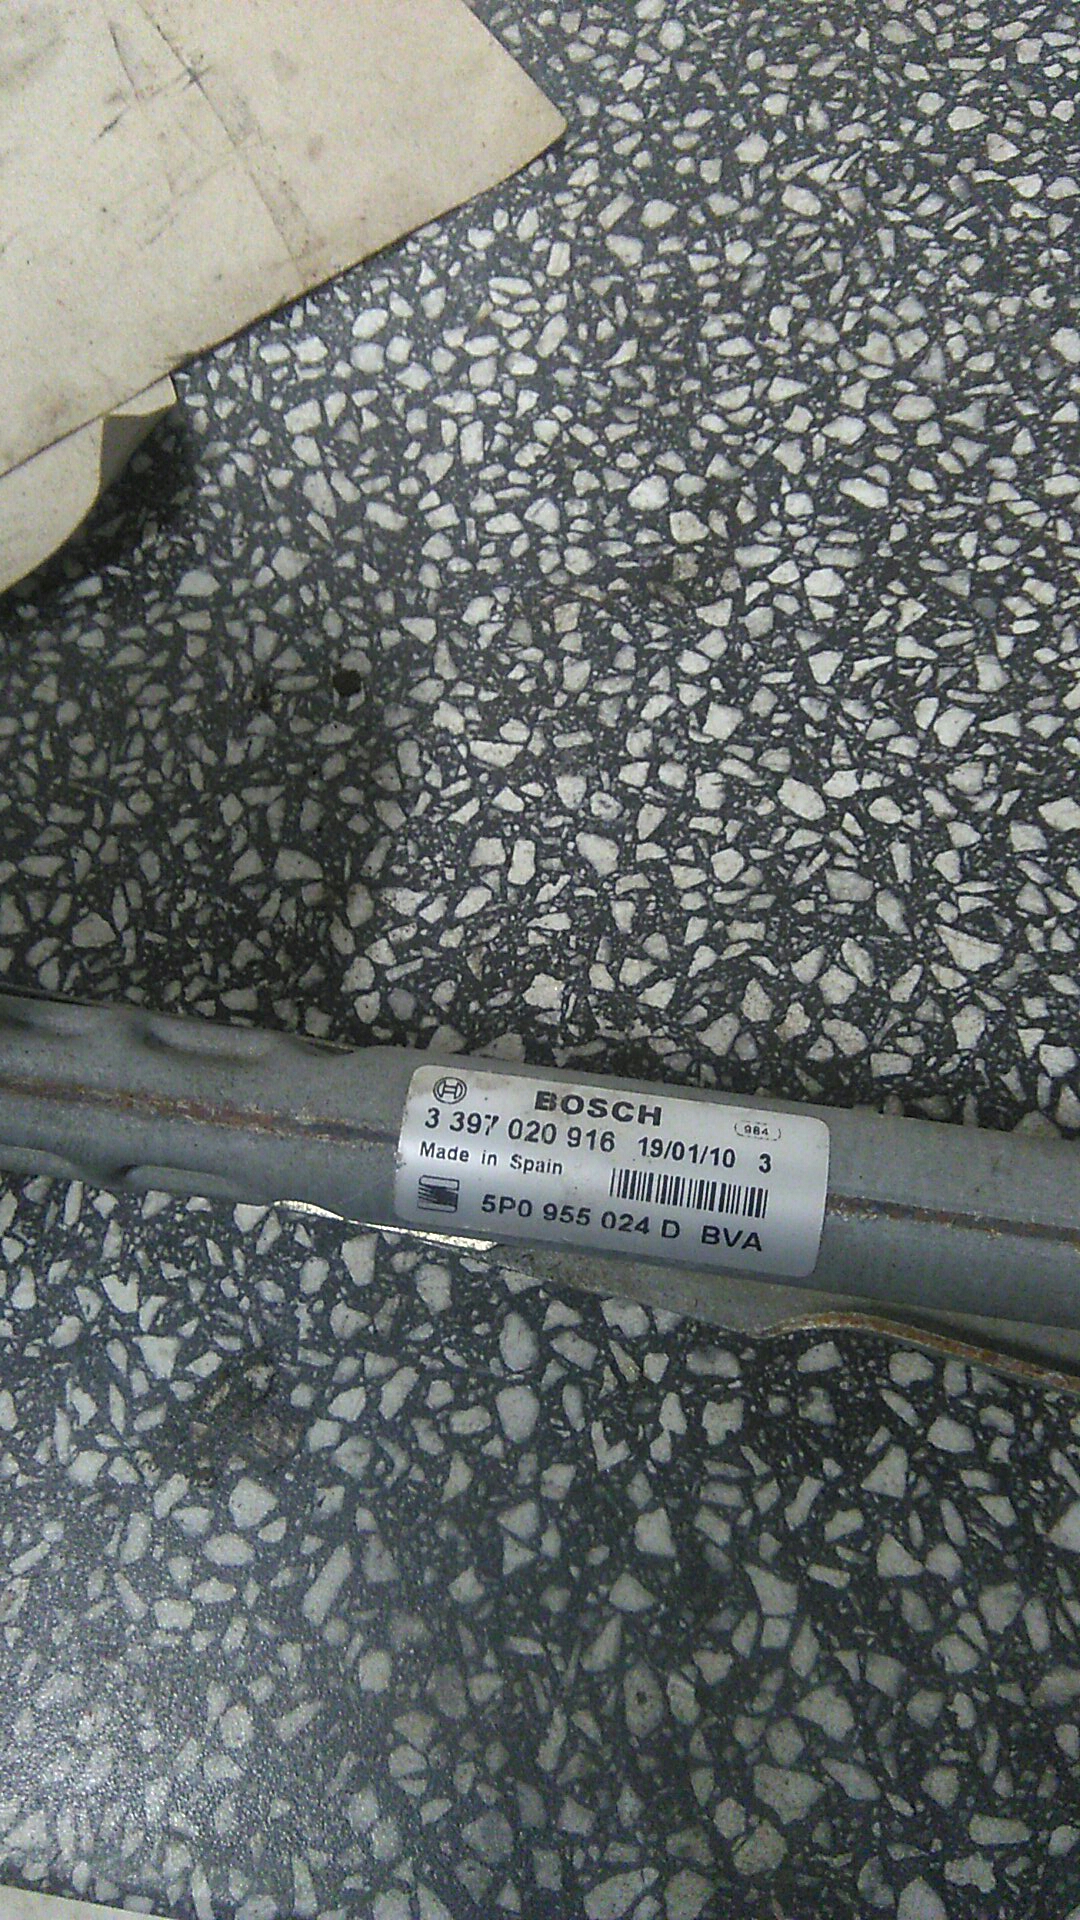 BOSCH
984
3 397 020 916 19/01/10 3
Made in Spain
5P0 955 024 D BVA